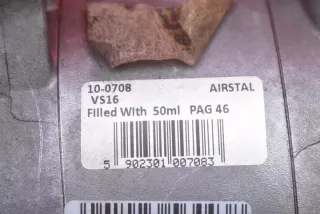 10-0708 AIRSTAL
VS16
Filled With 50ml PAG 46
5 902301 007083